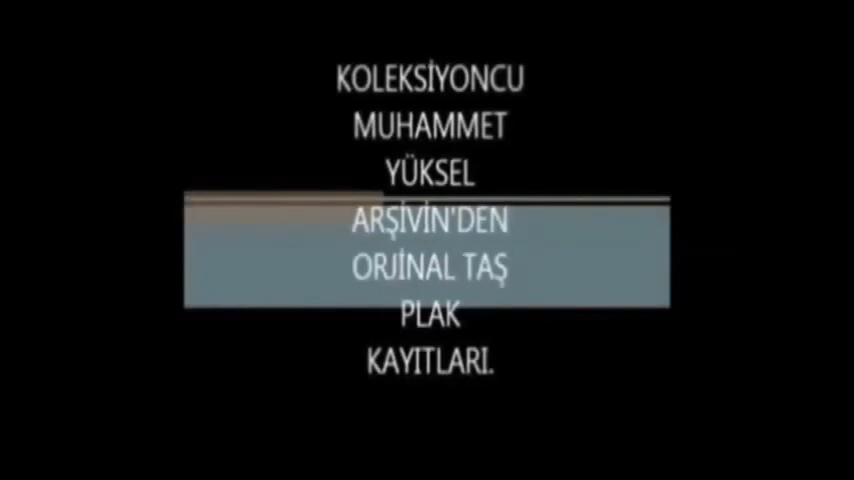 KOLEKSİYONCU
MUHAMMET
YÜKSEL
ARŞİVİN'DEN
ORJİNAL TAŞ
PLAK
KAYITLARI.